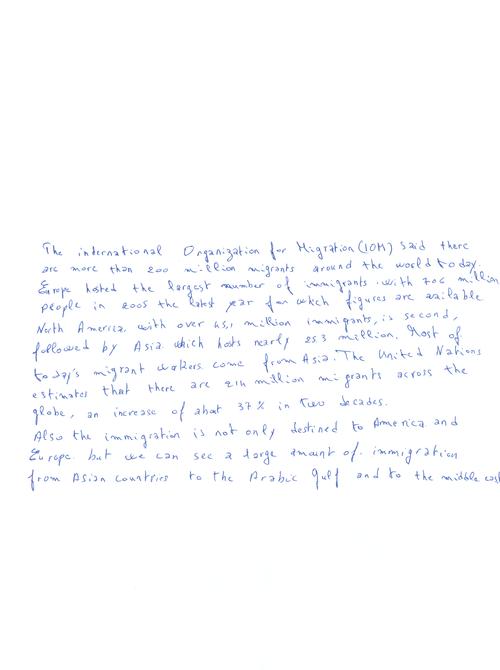 The international Organization for Migration (IOM) Said there
are more than 200 million migrants around the world today.
Europe hosted the largest number of immigrants. with 706 million
people in 2005 the latest year for which figures are available
North America. with over 45,1 million immigants, is second,
followed by Asia. which hosts nearly 25.3 million. Most of
today's migrant workers come from Asia. The United Nations
estimates that there are 214 million migrants across the
globe, an increase of abat 37% in two decades.
Also the immigration is not only destined to America and
Europe. but we can see a large amount of. immigration
from Asian countries to the Arabic Gulf and to the middle east